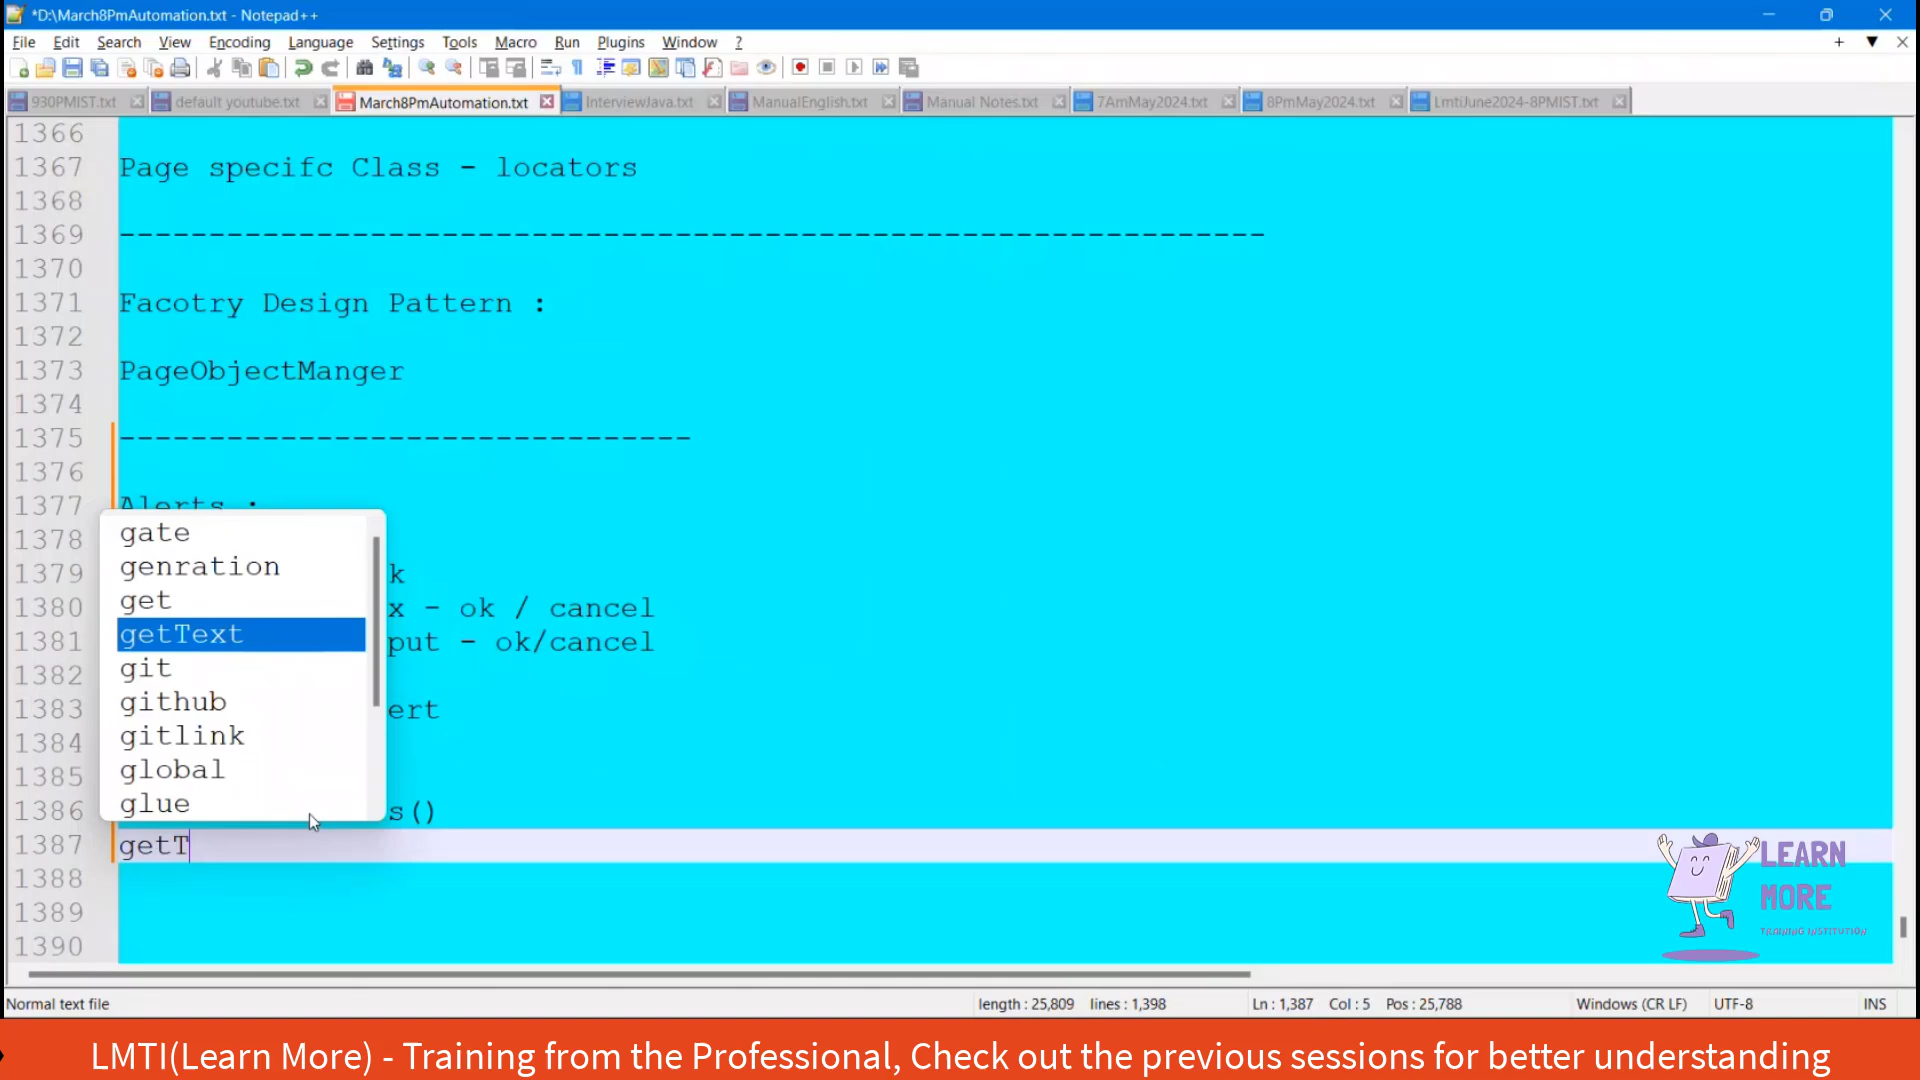 *D:\March8PmAutomation.txt - Notepad++
File Edit Search View Encoding Language Settings Tools Macro Run Plugins Window ?
930PMIST.txt default youtube.txt March8PmAutomation.txt InterviewJava.txt ManualEnglish.txt Manual Notes.txt 7AmMay2024.txt 8PmMay2024.txt LmtiJune2024-8PMIST.txt
1366
1367 Page specifc Class - locators
1368
1369 ----------------------------------------------------------------
1370
1371 Facotry Design Pattern :
1372
1373 PageObjectManger
1374
1375 --------------------------------
1376
1377 Alerts :
1378
1379 k
1380 x - ok / cancel
1381 put - ok/cancel
1382
1383 ert
1384
1385
1386 s()
1387 getT
1388
1389
1390
gate
genration
get
getText
git
github
gitlink
global
glue
LEARN
MORE
TRAINING INSTITUTION
Normal text file length : 25,809 lines : 1,398 Ln : 1,387 Col : 5 Pos : 25,788 Windows (CR LF) UTF-8 INS
LMTI(Learn More) - Training from the Professional, Check out the previous sessions for better understanding